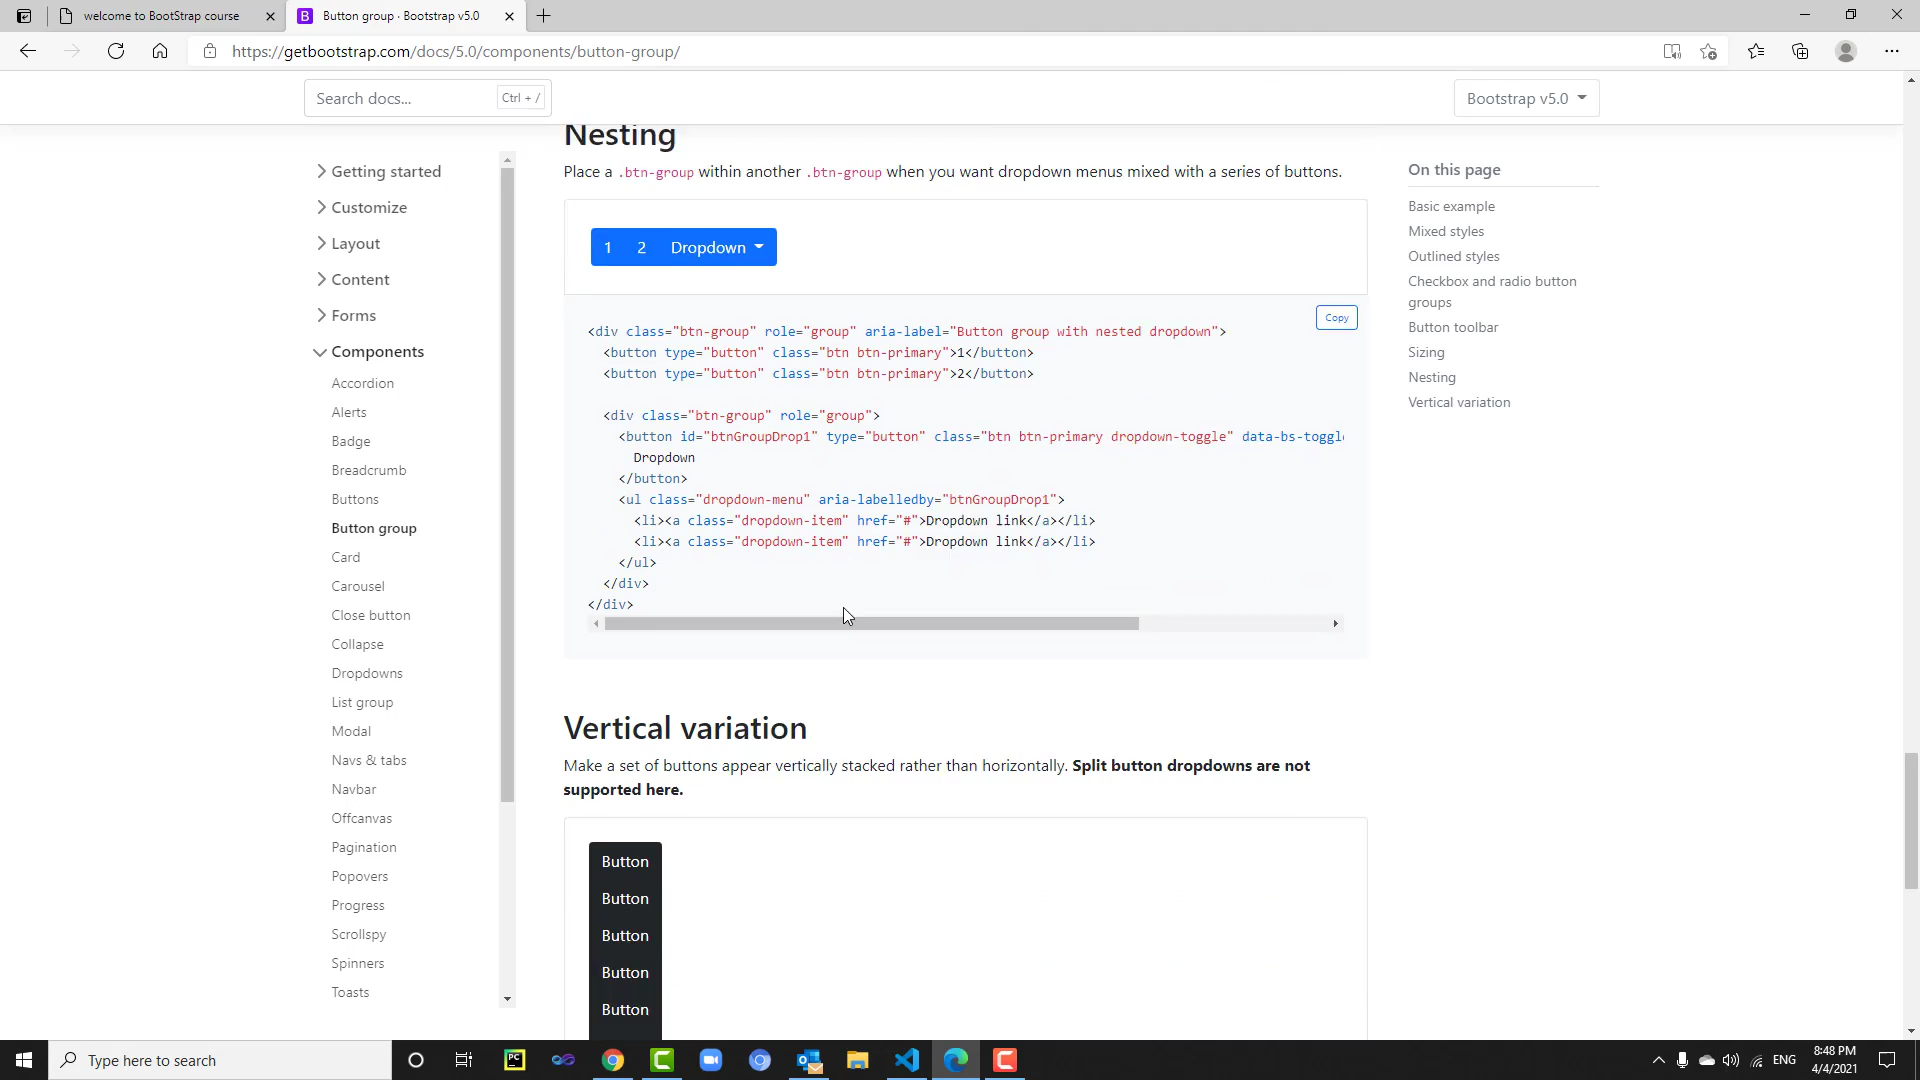 welcome to BootStrap course
Button group · Bootstrap v5.0
https://getbootstrap.com/docs/5.0/components/button-group/
Search docs...
Ctrl + /
Bootstrap v5.0
Getting started
Customize
Layout
Content
Forms
Components
Accordion
Alerts
Badge
Breadcrumb
Buttons
Button group
Card
Carousel
Close button
Collapse
Dropdowns
List group
Modal
Navs & tabs
Navbar
Offcanvas
Pagination
Popovers
Progress
Scrollspy
Spinners
Toasts
Nesting
Place a .btn-group within another .btn-group when you want dropdown menus mixed with a series of buttons.
1 2 Dropdown
Copy
<div class="btn-group" role="group" aria-label="Button group with nested dropdown">
<button type="button" class="btn btn-primary">1</button>
<button type="button" class="btn btn-primary">2</button>
<div class="btn-group" role="group">
<button id="btnGroupDrop1" type="button" class="btn btn-primary dropdown-toggle" data-bs-toggl
Dropdown
</button>
<ul class="dropdown-menu" aria-labelledby="btnGroupDrop1">
<li><a class="dropdown-item" href="#">Dropdown link</a></li>
<li><a class="dropdown-item" href="#">Dropdown link</a></li>
</ul>
</div>
</div>
Vertical variation
Make a set of buttons appear vertically stacked rather than horizontally. Split button dropdowns are not
supported here.
Button
Button
Button
Button
Button
On this page
Basic example
Mixed styles
Outlined styles
Checkbox and radio button
groups
Button toolbar
Sizing
Nesting
Vertical variation
Type here to search
PC
ENG
8:48 PM
4/4/2021